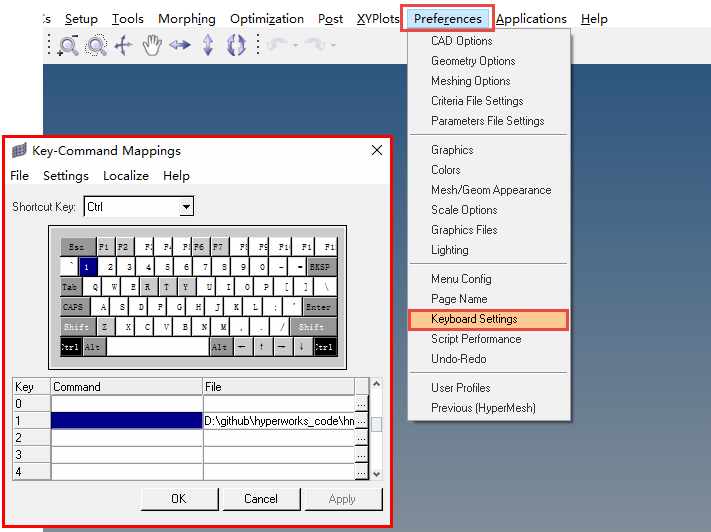 Setup Tools Morphing Optimization Post XYPlots Preferences Applications Help
CAD Options
Geometry Options
Meshing Options
Criteria File Settings
Parameters File Settings
Graphics
Colors
Mesh/Geom Appearance
Scale Options
Graphics Files
Lighting
Menu Config
Page Name
Keyboard Settings
Script Performance
Undo-Redo
User Profiles
Previous (HyperMesh)
Key-Command Mappings
File Settings Localize Help
Shortcut Key: Ctrl
Esc F1 F2 F3 F4 F5 F6 F7 F8 F9 F1 F1 F1
` 1 2 3 4 5 6 7 8 9 0 - = BKSP
Tab Q W E R T Y U I O P [ ] \
CAPS A S D F G H J K L ; ' Enter
Shift Z X C V B N M , . / Shift
Ctrl Alt Alt ← ↑ → ↓ Ctrl
Key Command File
0 ...
1 D:\github\hyperworks_code\hm ...
2 ...
3 ...
4 ...
OK Cancel Apply